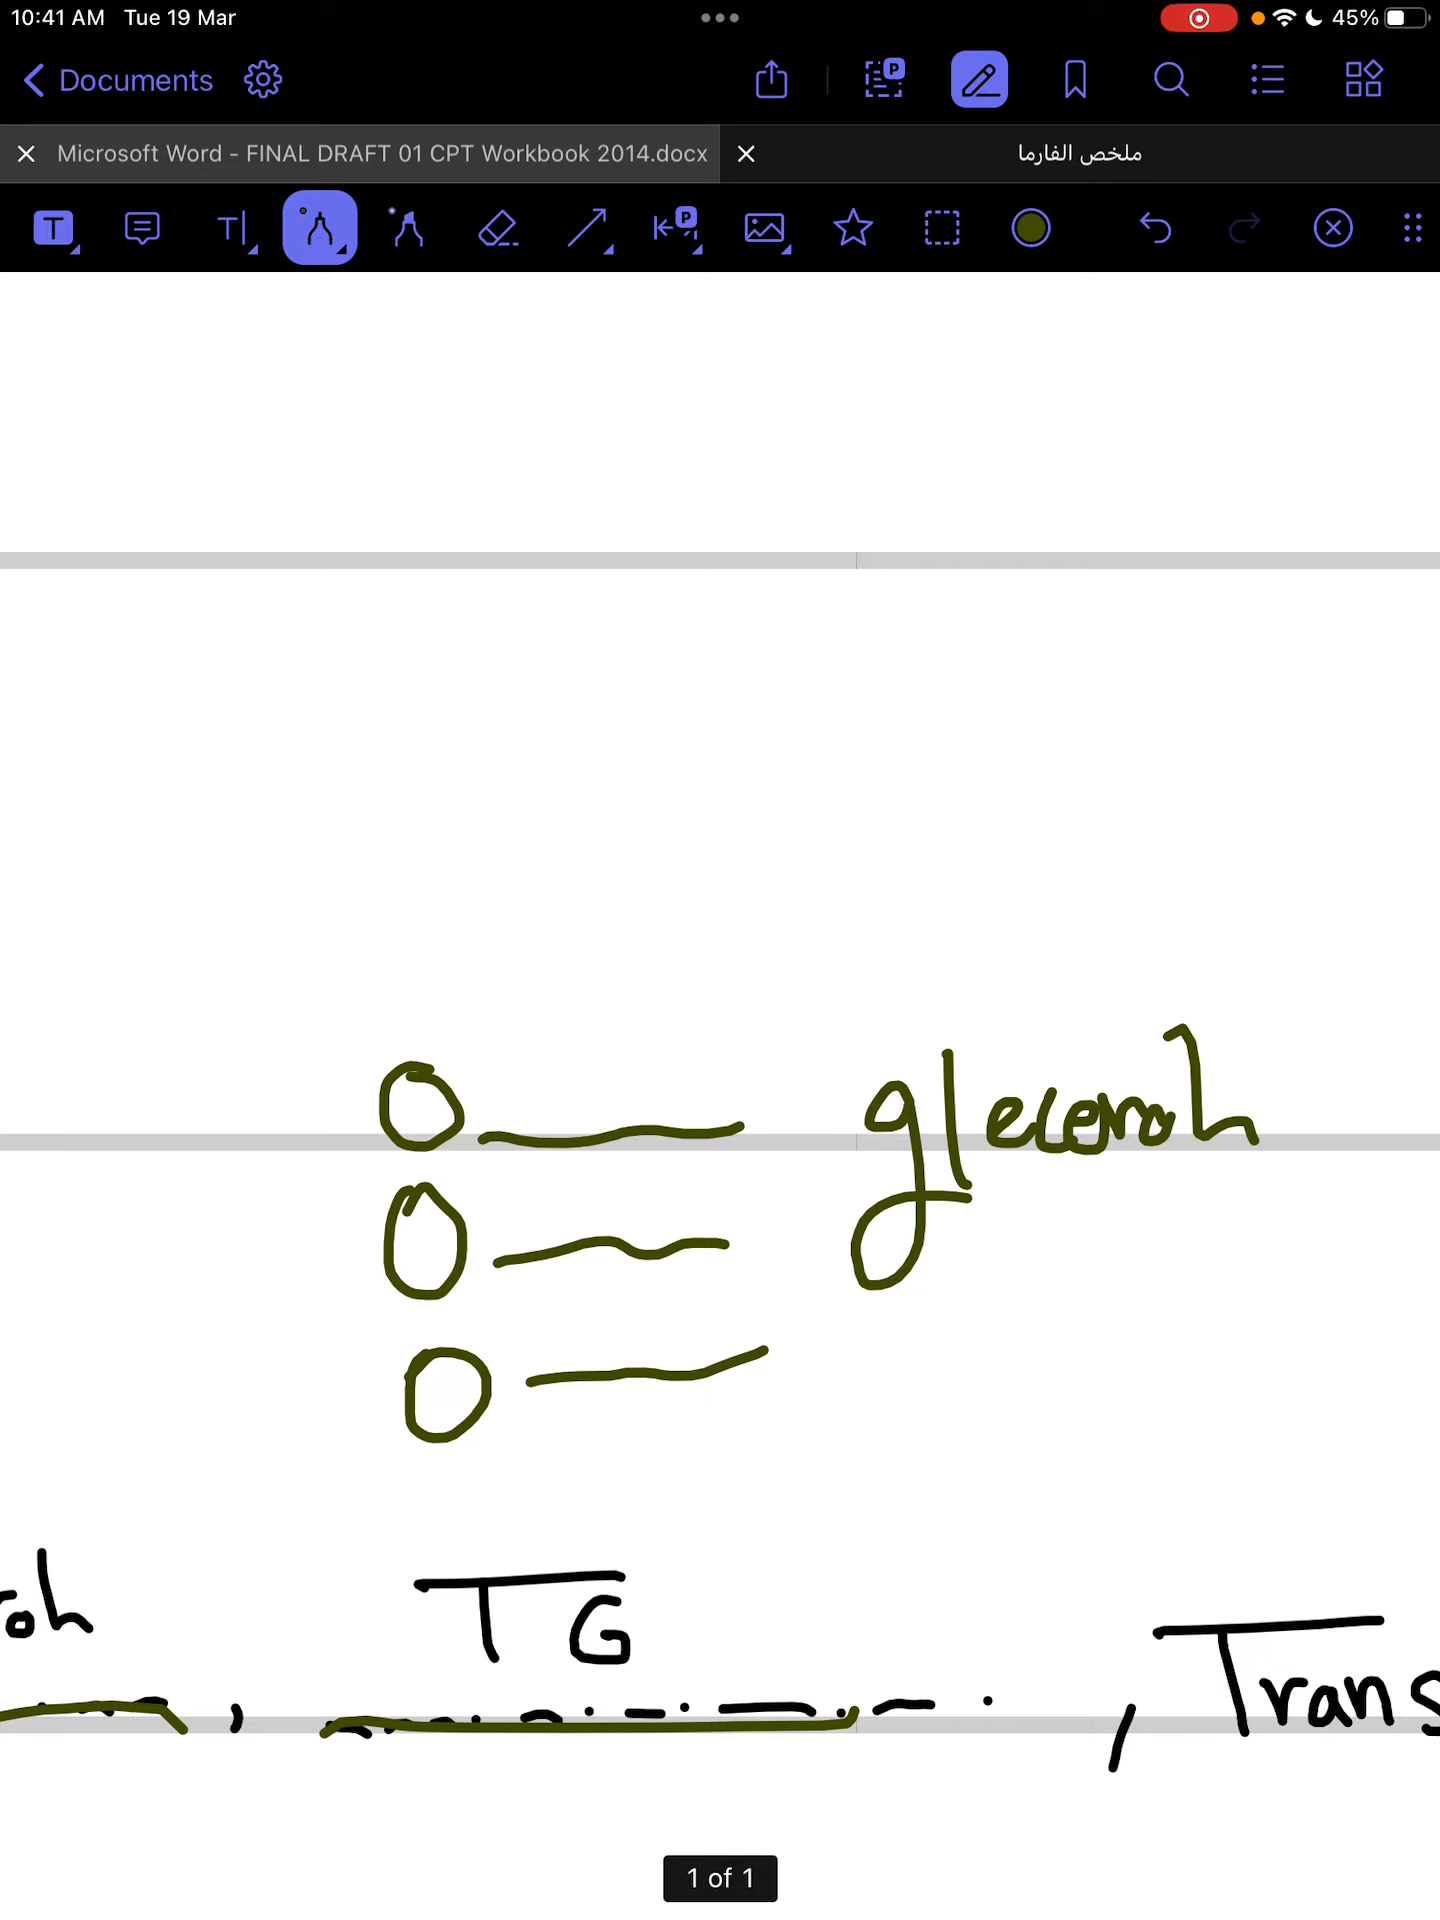 10:41 AM Tue 19 Mar
45%
Documents
P
Microsoft Word - FINAL DRAFT 01 CPT Workbook 2014.docx
ملخص الفارما
T
T
P
TG
, , Trans
1 of 1